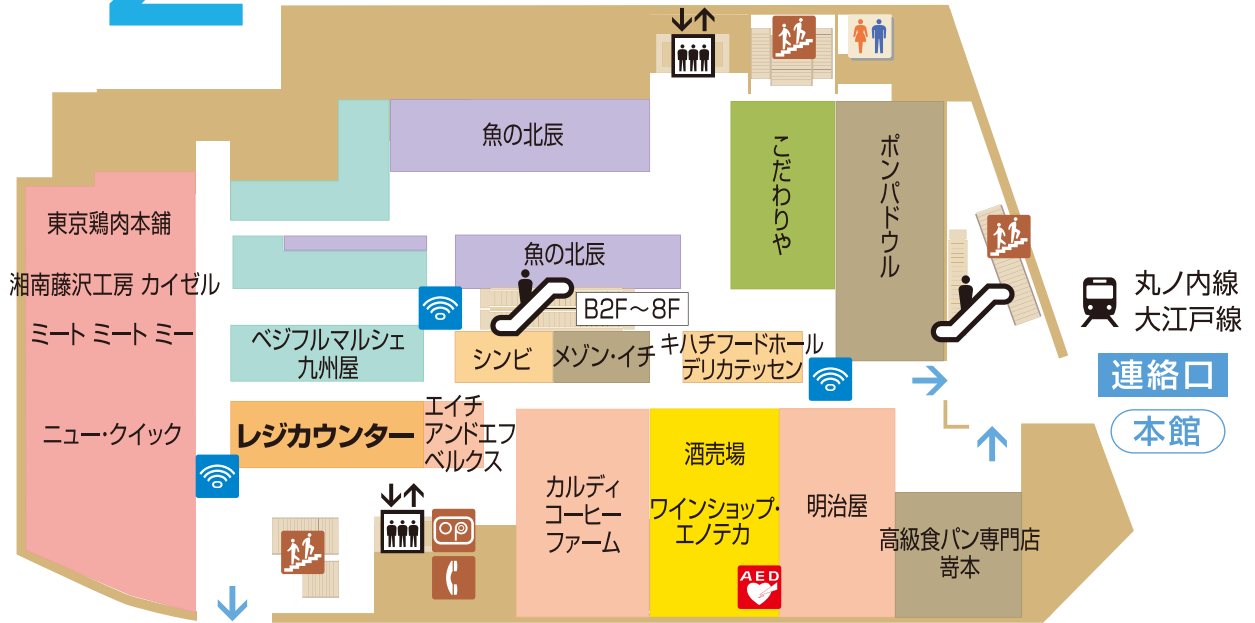 魚の北辰
こだわりや
ポンパドウル
東京鶏肉本舗
湘南藤沢工房 カイゼル
ミート ミート ミー
ニュー・クイック
魚の北辰
B2F～8F
丸ノ内線
大江戸線
連絡口
本館
ベジフルマルシェ
九州屋
シンビ
メゾン・イチ
キハチフードホール
デリカテッセン
レジカウンター
エイチ
アンドエフ
ベルクス
カルディ
コーヒー
ファーム
酒売場
ワインショップ・
エノテカ
明治屋
高級食パン専門店
嵜本
AED